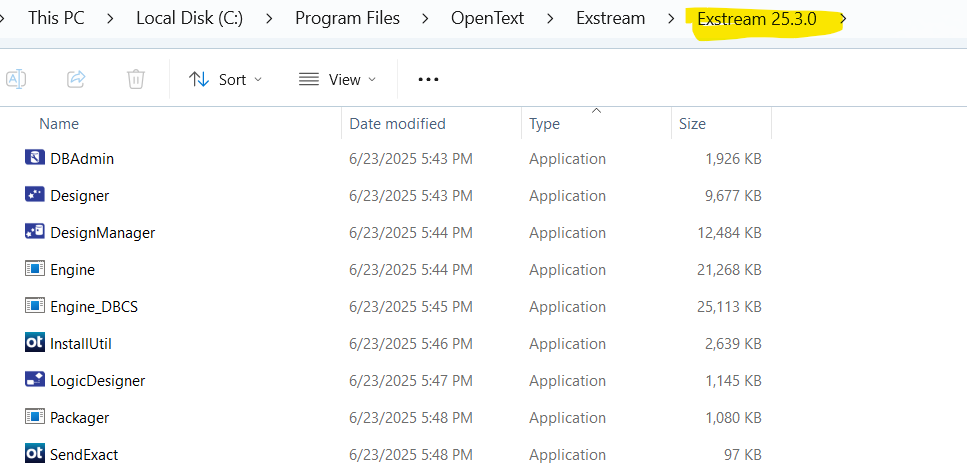 This PC > Local Disk (C:) > Program Files > OpenText > Exstream > Exstream 25.3.0 >
Sort View
Name Date modified Type Size
DBAdmin 6/23/2025 5:43 PM Application 1,926 KB
Designer 6/23/2025 5:43 PM Application 9,677 KB
DesignManager 6/23/2025 5:44 PM Application 12,484 KB
Engine 6/23/2025 5:44 PM Application 21,268 KB
Engine_DBCS 6/23/2025 5:45 PM Application 25,113 KB
ot InstallUtil 6/23/2025 5:46 PM Application 2,639 KB
LogicDesigner 6/23/2025 5:47 PM Application 1,145 KB
Packager 6/23/2025 5:48 PM Application 1,080 KB
ot SendExact 6/23/2025 5:48 PM Application 97 KB